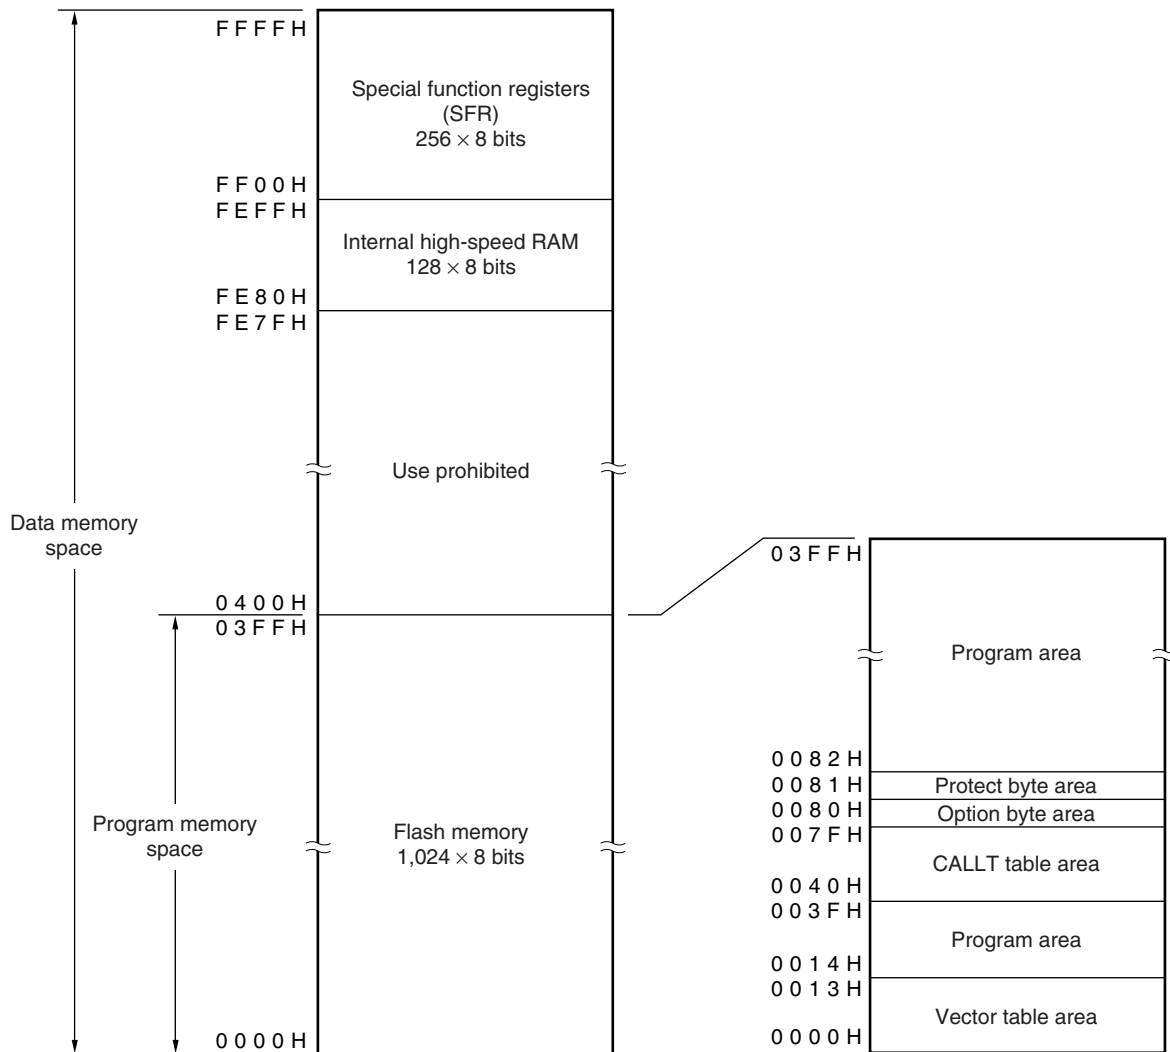 FFFFH
Special function registers
(SFR)
256 × 8 bits
FF00H
FEFFH
Internal high-speed RAM
128 × 8 bits
FE80H
FE7FH
Use prohibited
Data memory
space
0400H
03FFH
Program memory
space
Flash memory
1,024 × 8 bits
0000H
03FFH
Program area
0082H
0081H
Protect byte area
0080H
Option byte area
007FH
CALLT table area
0040H
003FH
Program area
0014H
0013H
Vector table area
0000H